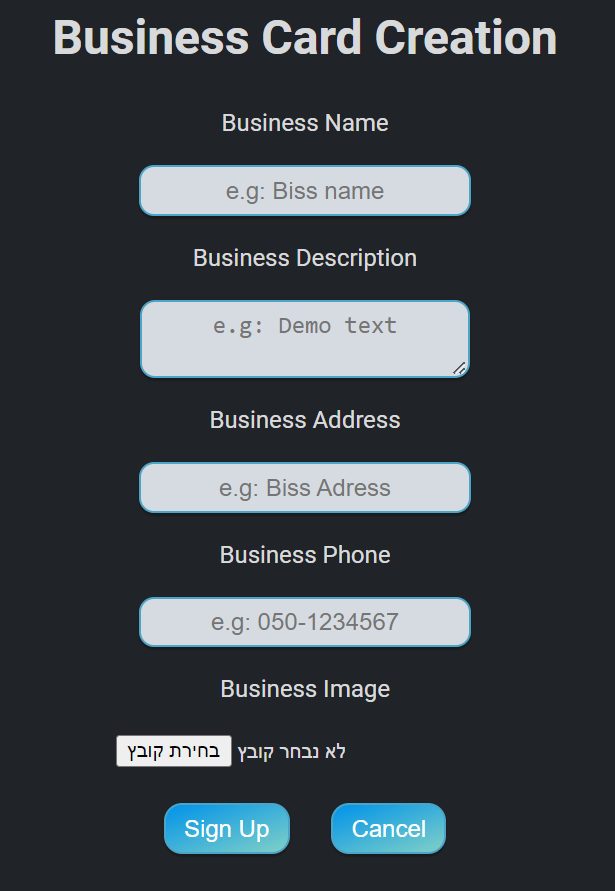 Business Card Creation
Business Name
e.g: Biss name
Business Description
e.g: Demo text
Business Address
e.g: Biss Adress
Business Phone
e.g: 050-1234567
Business Image
בחירת קובץ לא נבחר קובץ
Sign Up Cancel